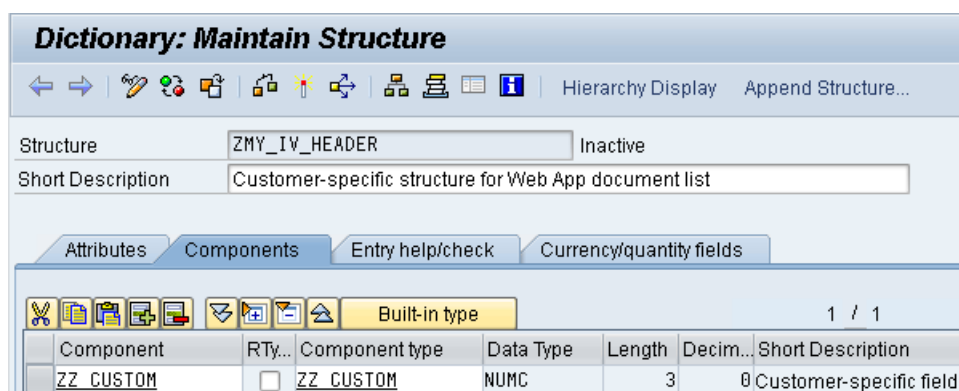 Dictionary: Maintain Structure
Hierarchy Display Append Structure...
Structure ZMY_IV_HEADER Inactive
Short Description Customer-specific structure for Web App document list
Attributes Components Entry help/check Currency/quantity fields
Built-in type 1 / 1
Component RTy... Component type Data Type Length Decim... Short Description
ZZ_CUSTOM ZZ_CUSTOM NUMC 3 0 Customer-specific field